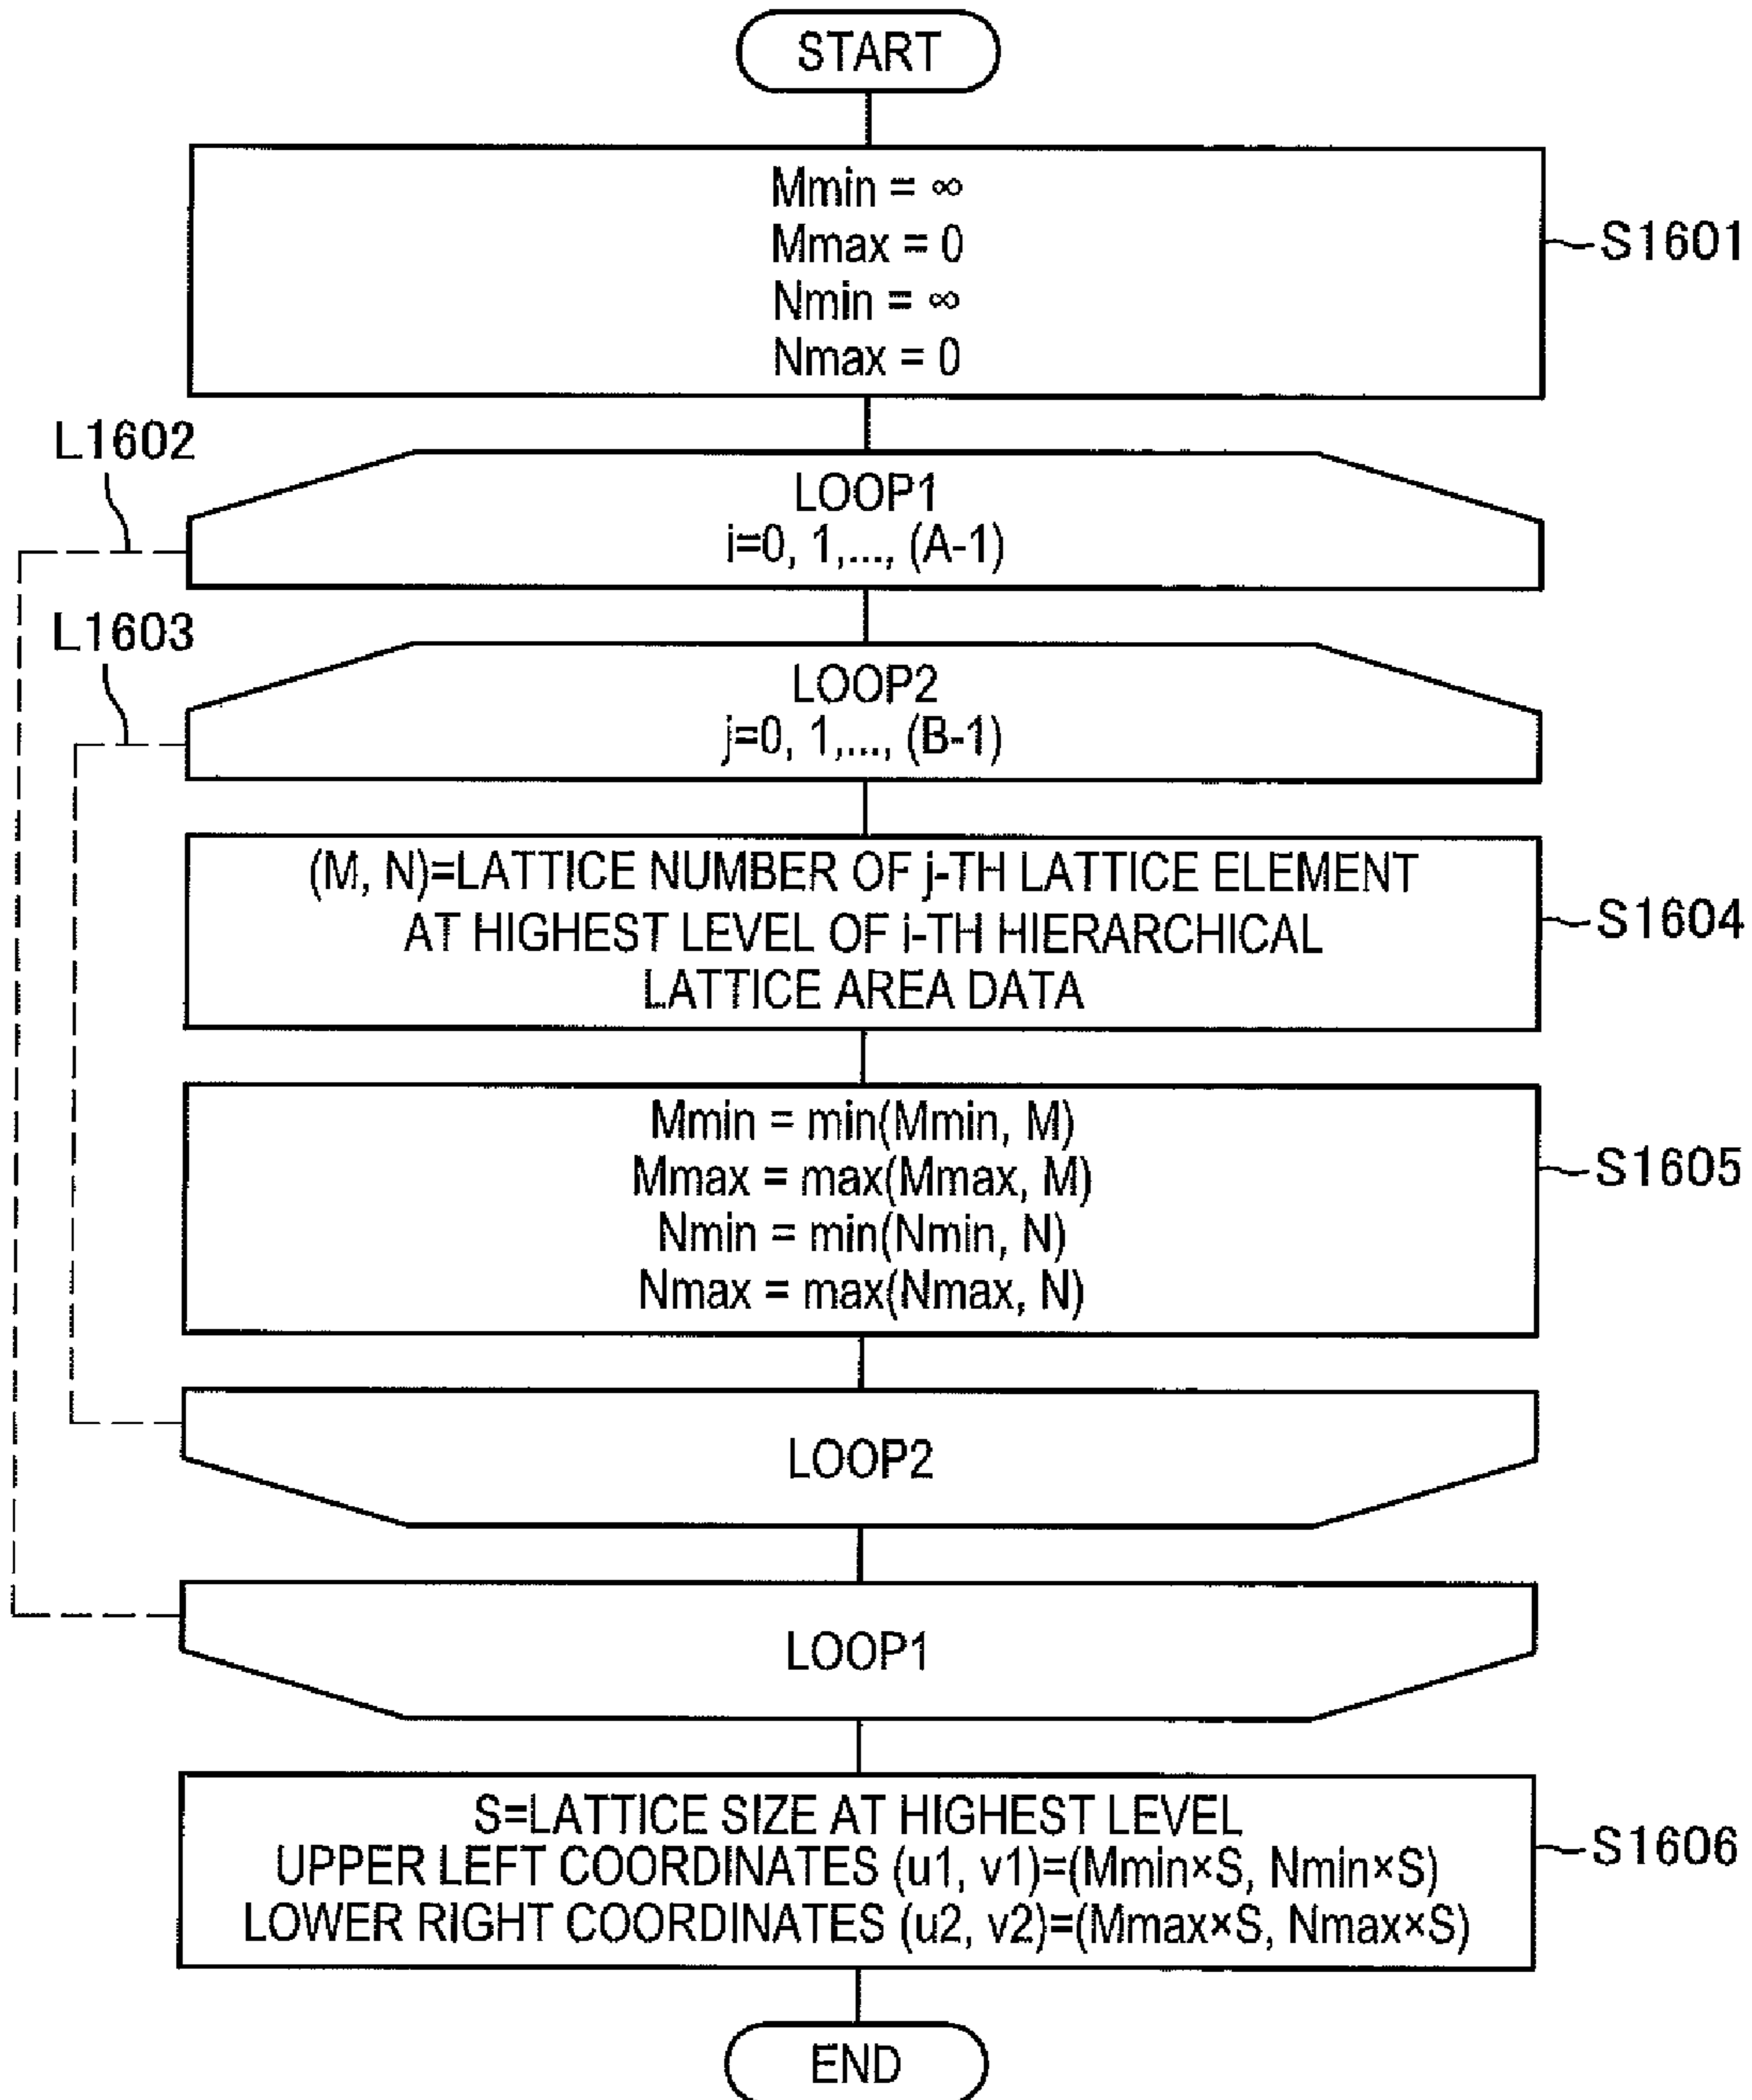 START
Mmin = ∞
Mmax = 0
Nmin = ∞
Nmax = 0
S1601
L1602
LOOP1
i=0, 1,..., (A-1)
L1603
LOOP2
j=0, 1,..., (B-1)
(M, N)=LATTICE NUMBER OF j-TH LATTICE ELEMENT
AT HIGHEST LEVEL OF i-TH HIERARCHICAL
LATTICE AREA DATA
S1604
Mmin = min(Mmin, M)
Mmax = max(Mmax, M)
Nmin = min(Nmin, N)
Nmax = max(Nmax, N)
S1605
LOOP2
LOOP1
S=LATTICE SIZE AT HIGHEST LEVEL
UPPER LEFT COORDINATES (u1, v1)=(Mmin×S, Nmin×S)
LOWER RIGHT COORDINATES (u2, v2)=(Mmax×S, Nmax×S)
S1606
END